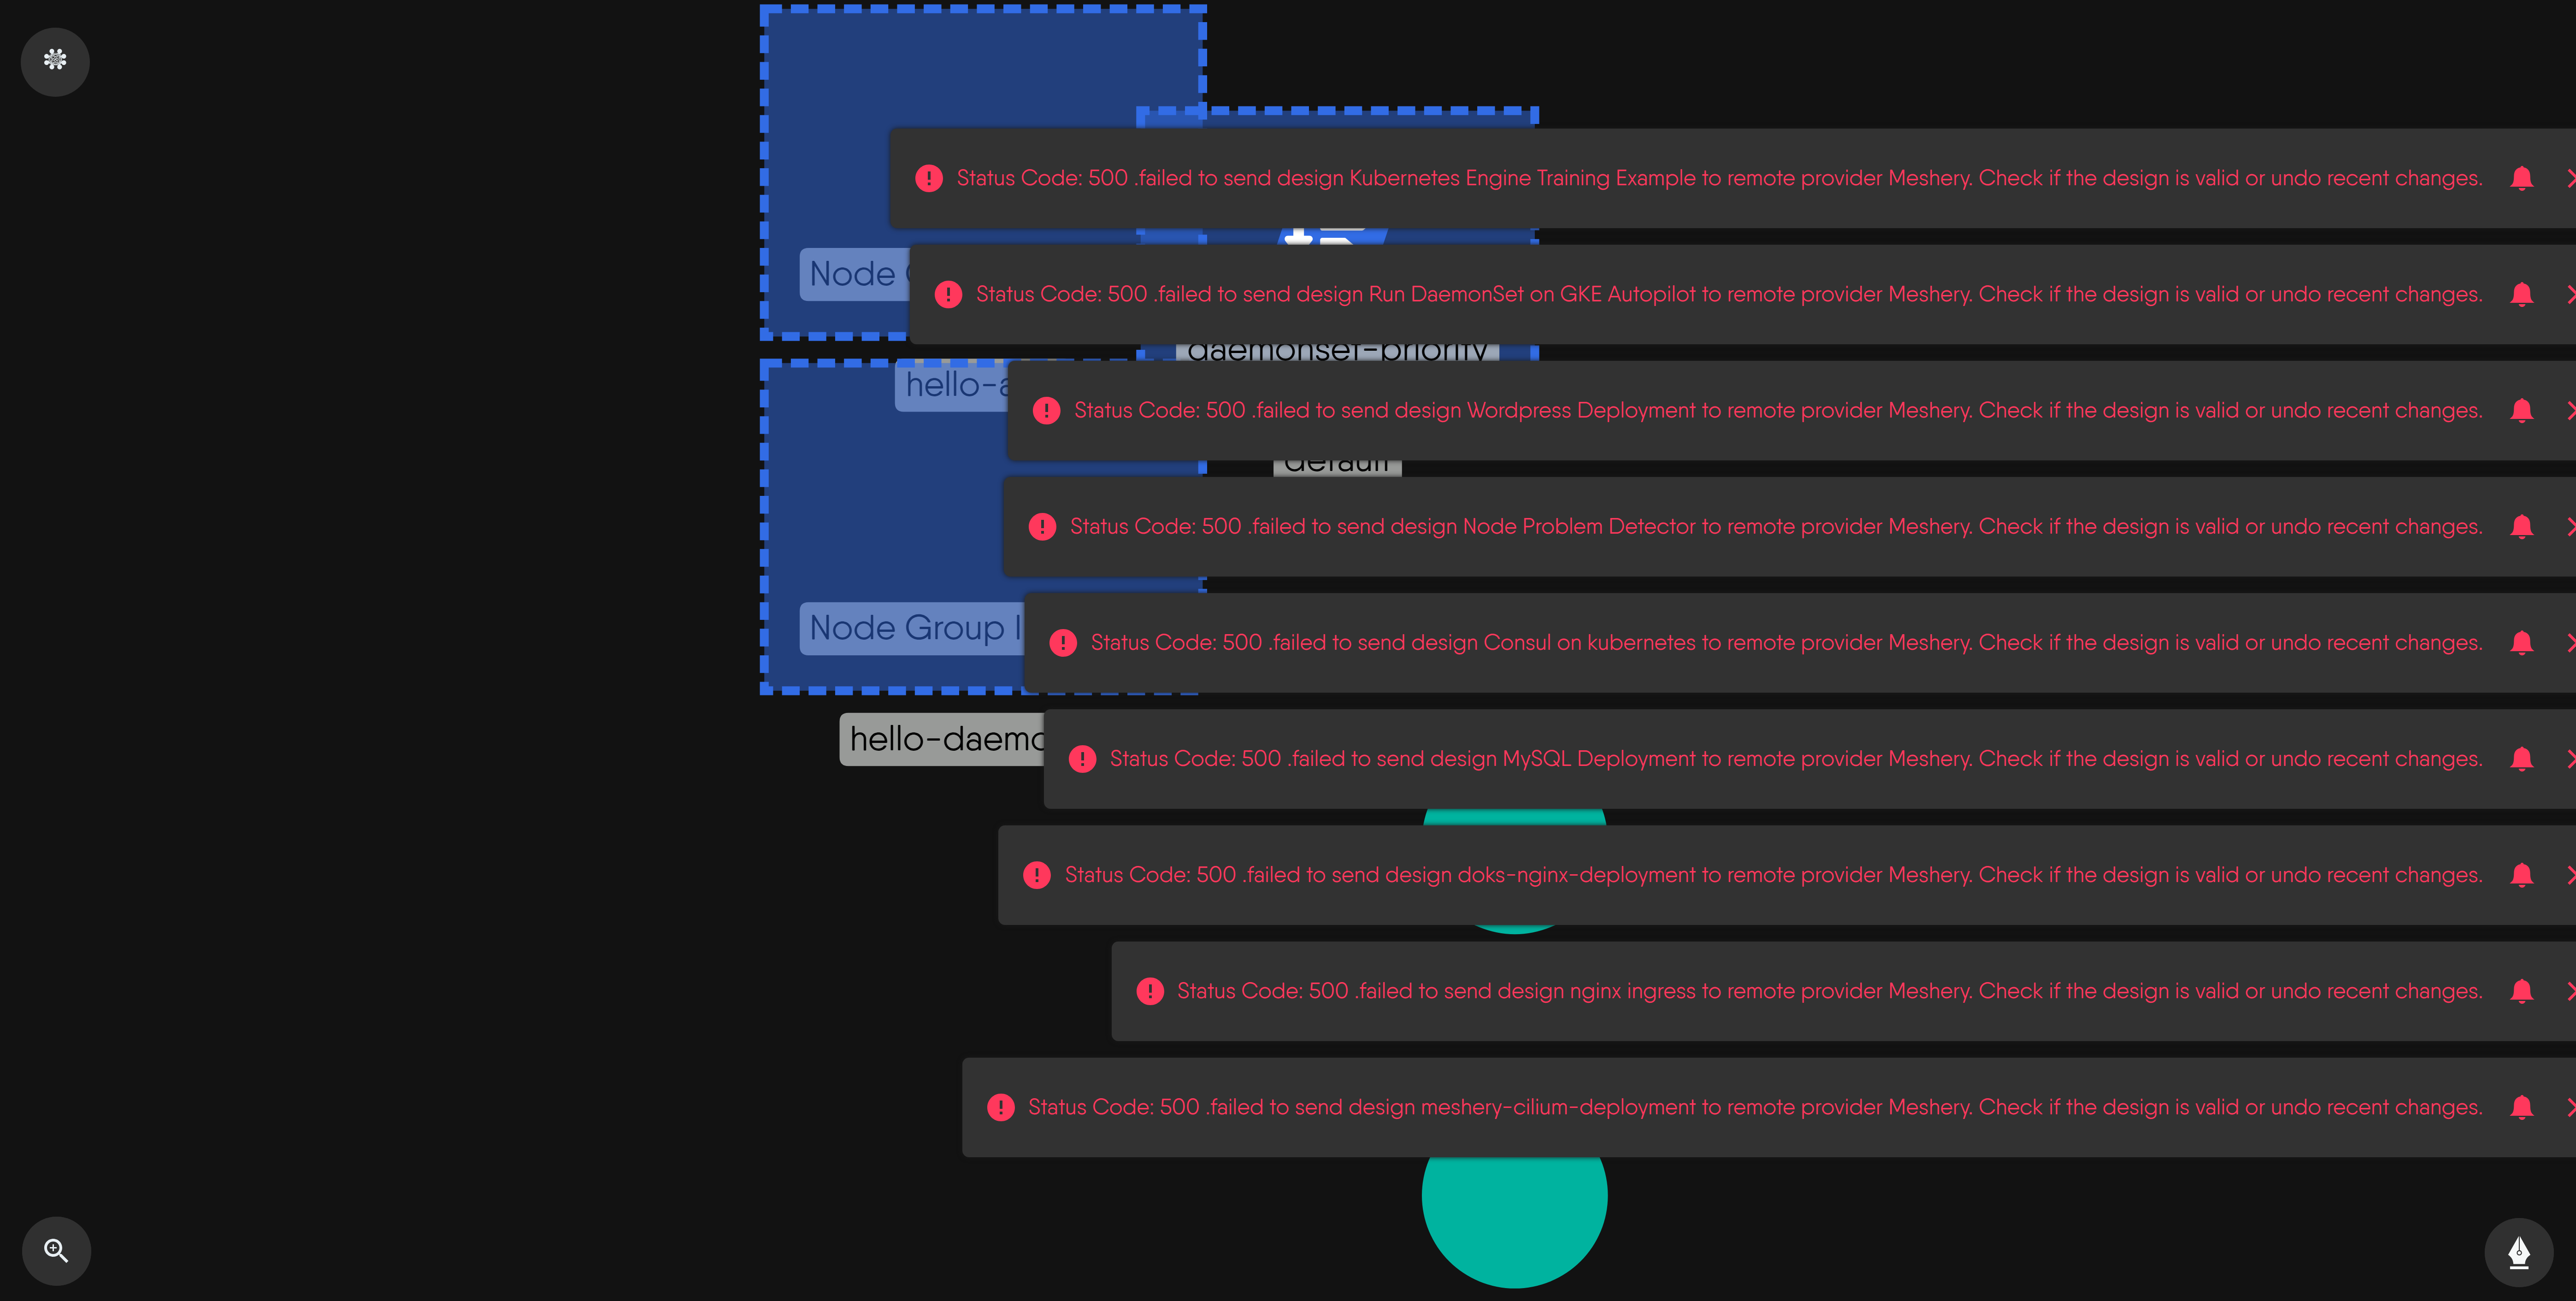 Status Code: 500 .failed to send design Kubernetes Engine Training Example to remote provider Meshery. Check if the design is valid or undo recent changes.
Node
Status Code: 500 .failed to send design Run DaemonSet on GKE Autopilot to remote provider Meshery. Check if the design is valid or undo recent changes.
daemonset-priority
hello-a
Status Code: 500 .failed to send design Wordpress Deployment to remote provider Meshery. Check if the design is valid or undo recent changes.
default
Status Code: 500 .failed to send design Node Problem Detector to remote provider Meshery. Check if the design is valid or undo recent changes.
Node Group I
Status Code: 500 .failed to send design Consul on kubernetes to remote provider Meshery. Check if the design is valid or undo recent changes.
hello-daemo
Status Code: 500 .failed to send design MySQL Deployment to remote provider Meshery. Check if the design is valid or undo recent changes.
Status Code: 500 .failed to send design doks-nginx-deployment to remote provider Meshery. Check if the design is valid or undo recent changes.
Status Code: 500 .failed to send design nginx ingress to remote provider Meshery. Check if the design is valid or undo recent changes.
Status Code: 500 .failed to send design meshery-cilium-deployment to remote provider Meshery. Check if the design is valid or undo recent changes.